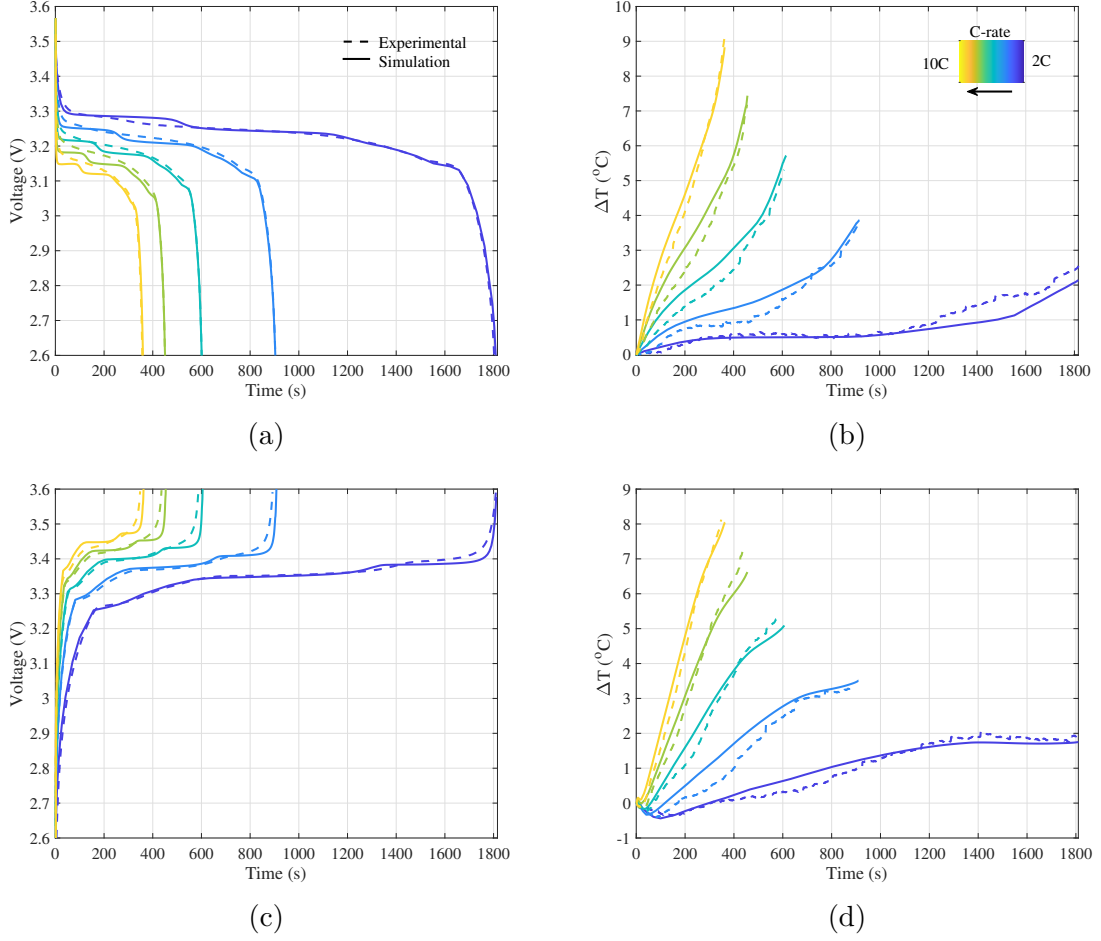 3.6
3.5
3.4
3.3
3.2
3.1
3
2.9
2.8
2.7
2.6
Voltage (V)
Experimental
Simulation
0 200 400 600 800 1000 1200 1400 1600 1800
Time (s)
(a)
10
9
8
7
6
5
4
3
2
1
0
ΔT (°C)
C-rate
10C 2C
0 200 400 600 800 1000 1200 1400 1600 1800
Time (s)
(b)
3.6
3.5
3.4
3.3
3.2
3.1
3
2.9
2.8
2.7
2.6
Voltage (V)
0 200 400 600 800 1000 1200 1400 1600 1800
Time (s)
(c)
9
8
7
6
5
4
3
2
1
0
-1
ΔT (°C)
0 200 400 600 800 1000 1200 1400 1600 1800
Time (s)
(d)